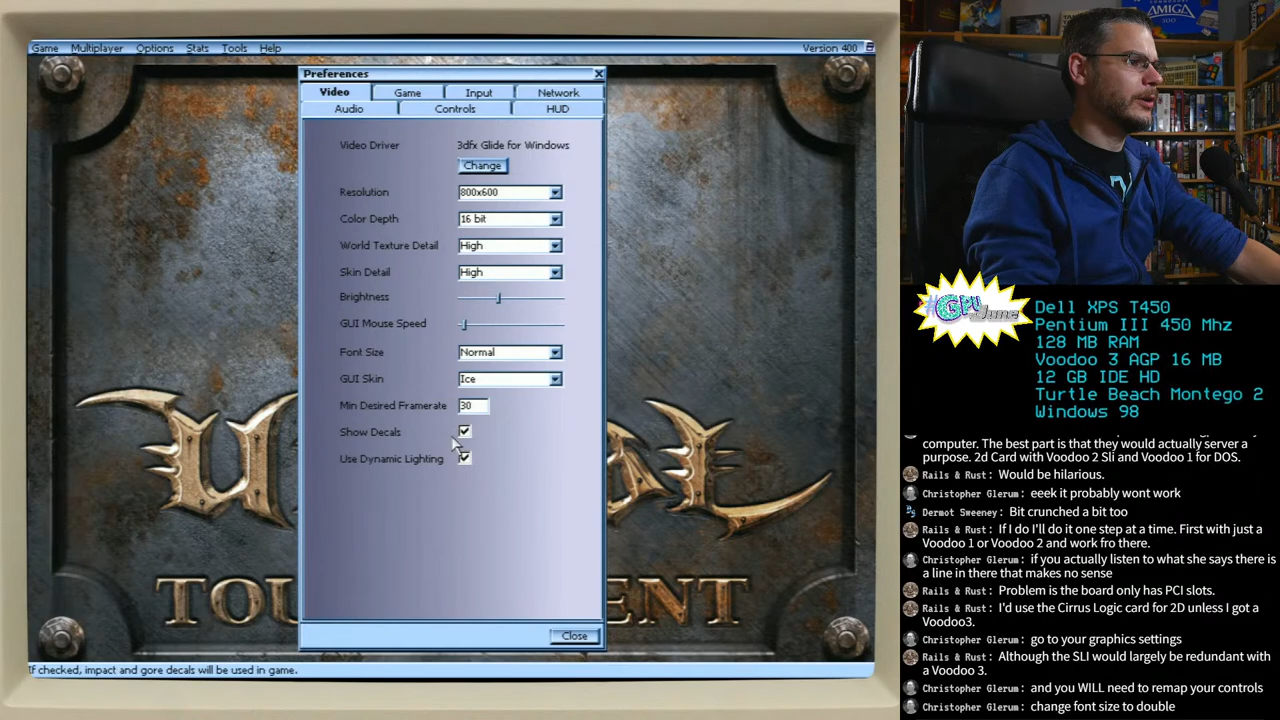 Game Multiplayer Options Stats Tools Help Version 400
Preferences
Video Game Input Network
Audio Controls HUD
Video Driver 3dfx Glide for Windows
Change
Resolution 800x600
Color Depth 16 bit
World Texture Detail High
Skin Detail High
Brightness
GUI Mouse Speed
Font Size Normal
GUI Skin Ice
Min Desired Framerate 30
Show Decals
Use Dynamic Lighting
Close
If checked, impact and gore decals will be used in game.
AMIGA
500
Dell XPS T450
Pentium III 450 Mhz
128 MB RAM
Voodoo 3 AGP 16 MB
12 GB IDE HD
Turtle Beach Montego 2
Windows 98
computer. The best part is that they would actually server a
purpose. 2d Card with Voodoo 2 Sli and Voodoo 1 for DOS.
Rails & Rust: Would be hilarious.
Christopher Glerum: eeek it probably wont work
Dermot Sweeney: Bit crunched a bit too
Rails & Rust: If I do I'll do it one step at a time. First with just a
Voodoo 1 or Voodoo 2 and work fro there.
Christopher Glerum: if you actually listen to what she says there is
a line in there that makes no sense
Rails & Rust: Problem is the board only has PCI slots.
Rails & Rust: I'd use the Cirrus Logic card for 2D unless I got a
Voodoo3.
Christopher Glerum: go to your graphics settings
Rails & Rust: Although the SLI would largely be redundant with
a Voodoo 3.
Christopher Glerum: and you WILL need to remap your controls
Christopher Glerum: change font size to double